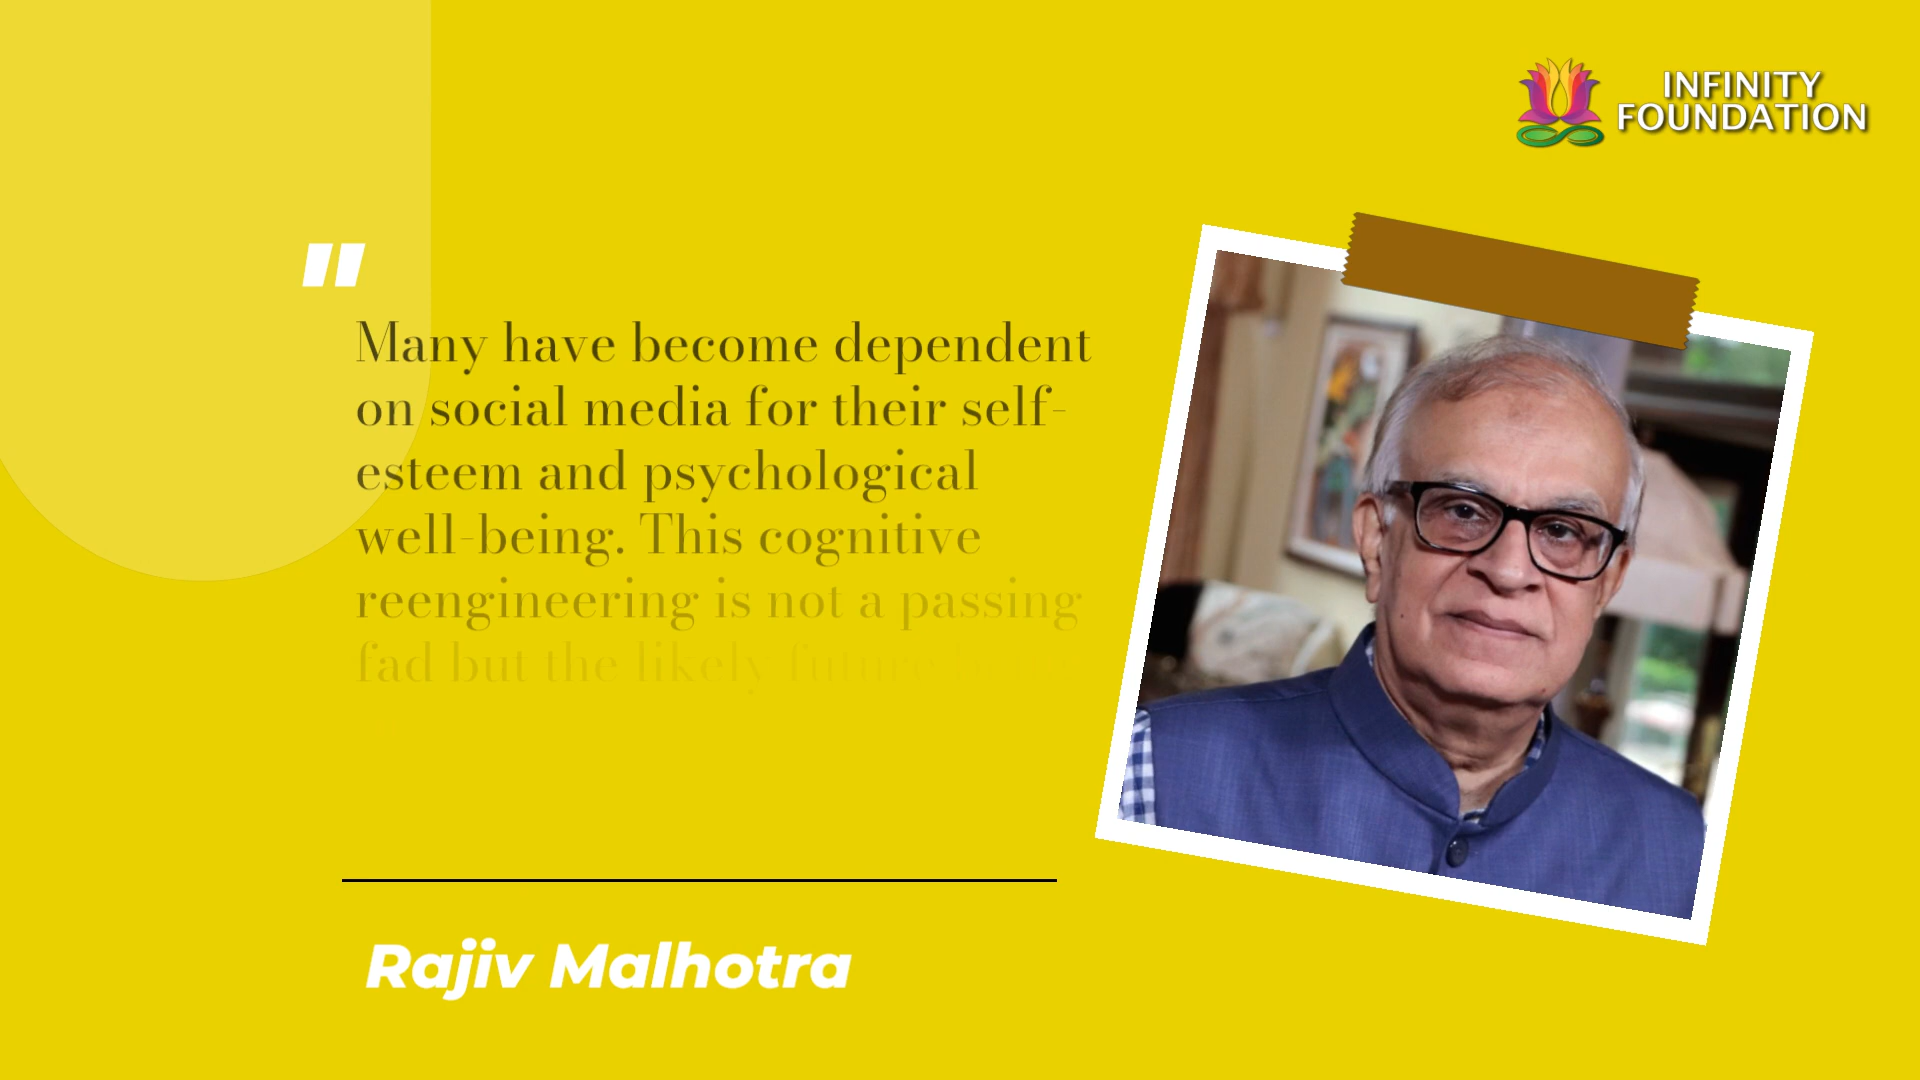 INFINITY
FOUNDATION
"
Many have become dependent
on social media for their self-
esteem and psychological
well-being. This cognitive
reengineering is not a passing
fad but the likely future
Rajiv Malhotra